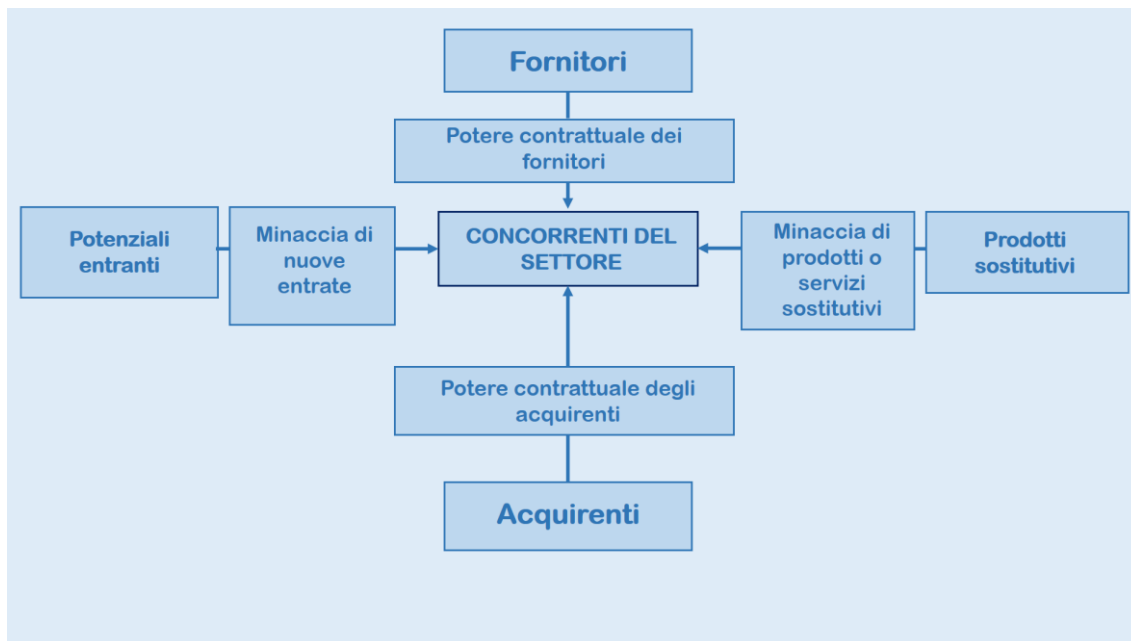 Fornitori
Potere contrattuale dei
fornitori
Potenziali
entranti
Minaccia di
nuove
entrate
CONCORRENTI DEL
SETTORE
Minaccia di
prodotti o
servizi
sostitutivi
Prodotti
sostitutivi
Potere contrattuale degli
acquirenti
Acquirenti